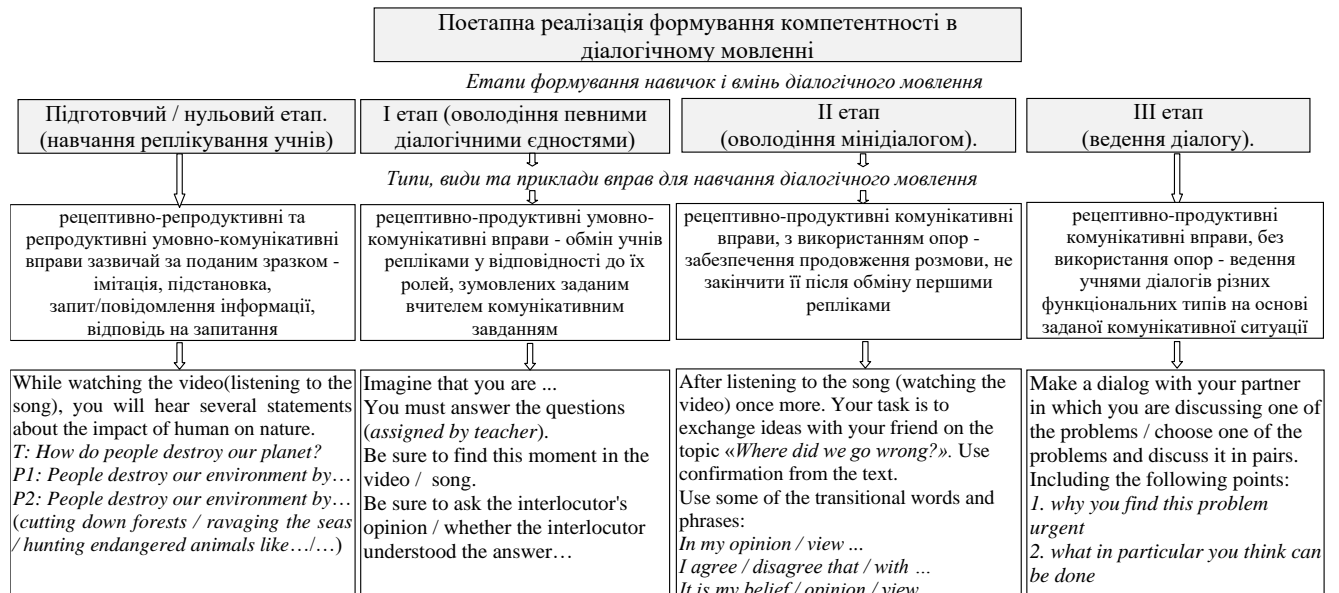 Поетапна реалізація формування компетентності в
діалогічному мовленні
Етапи формування навичок і вмінь діалогічного мовлення
Підготовчий / нульовий етап.
(навчання реплікування учнів)
І етап (оволодіння певними
діалогічними єдностями)
ІІ етап
(оволодіння мінідіалогом).
ІІІ етап
(ведення діалогу).
Типи, види та приклади вправ для навчання діалогічного мовлення
рецептивно-репродуктивні та
репродуктивні умовно-комунікативні
вправи зазвичай за поданим зразком -
імітація, підстановка,
запит/повідомлення інформації,
відповідь на запитання
рецептивно-продуктивні умовно-
комунікативні вправи - обмін учнів
репліками у відповідності до їх
ролей, зумовлених заданим
вчителем комунікативним
завданням
рецептивно-продуктивні комунікативні
вправи, з використанням опор -
забезпечення продовження розмови, не
закінчити її після обміну першими
репліками
рецептивно-продуктивні
комунікативні вправи, без
використання опор - ведення
учнями діалогів різних
функціональних типів на основі
заданої комунікативної ситуації
While watching the video(listening to the
song), you will hear several statements
about the impact of human on nature.
T: How do people destroy our planet?
P1: People destroy our environment by…
P2: People destroy our environment by…
(cutting down forests / ravaging the seas
/ hunting endangered animals like…/…)
Imagine that you are ...
You must answer the questions
(assigned by teacher).
Be sure to find this moment in the
video / song.
Be sure to ask the interlocutor's
opinion / whether the interlocutor
understood the answer…
After listening to the song (watching the
video) once more. Your task is to
exchange ideas with your friend on the
topic «Where did we go wrong?». Use
confirmation from the text.
Use some of the transitional words and
phrases:
In my opinion / view ...
I agree / disagree that / with …
It is my belief / opinion / view
Make a dialog with your partner
in which you are discussing one of
the problems / choose one of the
problems and discuss it in pairs.
Including the following points:
1. why you find this problem
urgent
2. what in particular you think can
be done